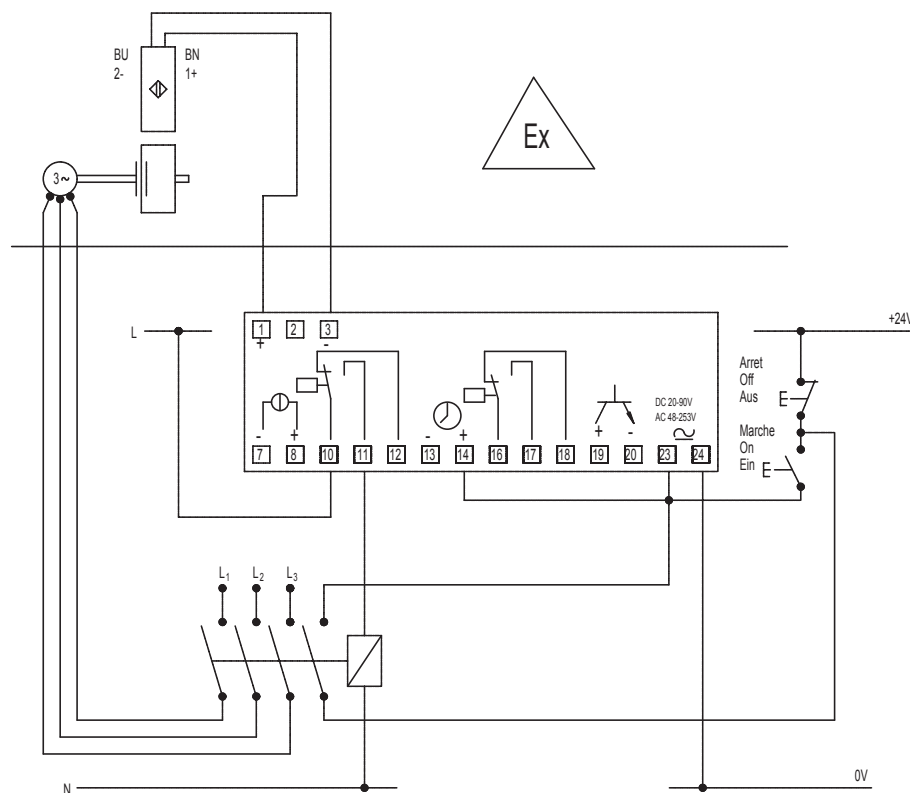 BU BN
2- 1+
Ex
3~
L
+24V
1 2 3
+ -
Arret
Off
Aus
E
DC 20-90V
AC 48-253V
- + - + + -
7 8 10 11 12 13 14 16 17 18 19 20 23 24
Marche
On
Ein
E
L1 L2 L3
N
0V